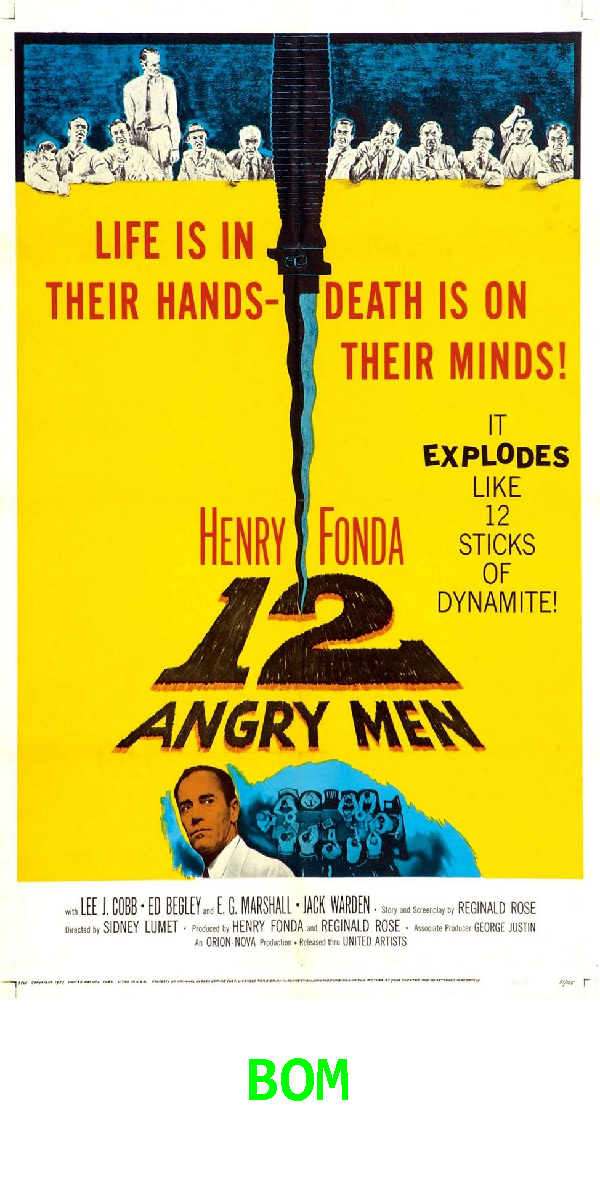 LIFE IS IN
THEIR HANDS- DEATH IS ON
THEIR MINDS!
IT
EXPLODES
LIKE
12
STICKS
OF
DYNAMITE!
HENRY FONDA
12
ANGRY MEN
with LEE J. COBB • ED BEGLEY and E. G. MARSHALL • JACK WARDEN • Story and Screenplay by REGINALD ROSE
Directed by SIDNEY LUMET • Produced by HENRY FONDA and REGINALD ROSE • Associate Producer GEORGE JUSTIN
An ORION-NOVA Production • Released thru UNITED ARTISTS
BOM